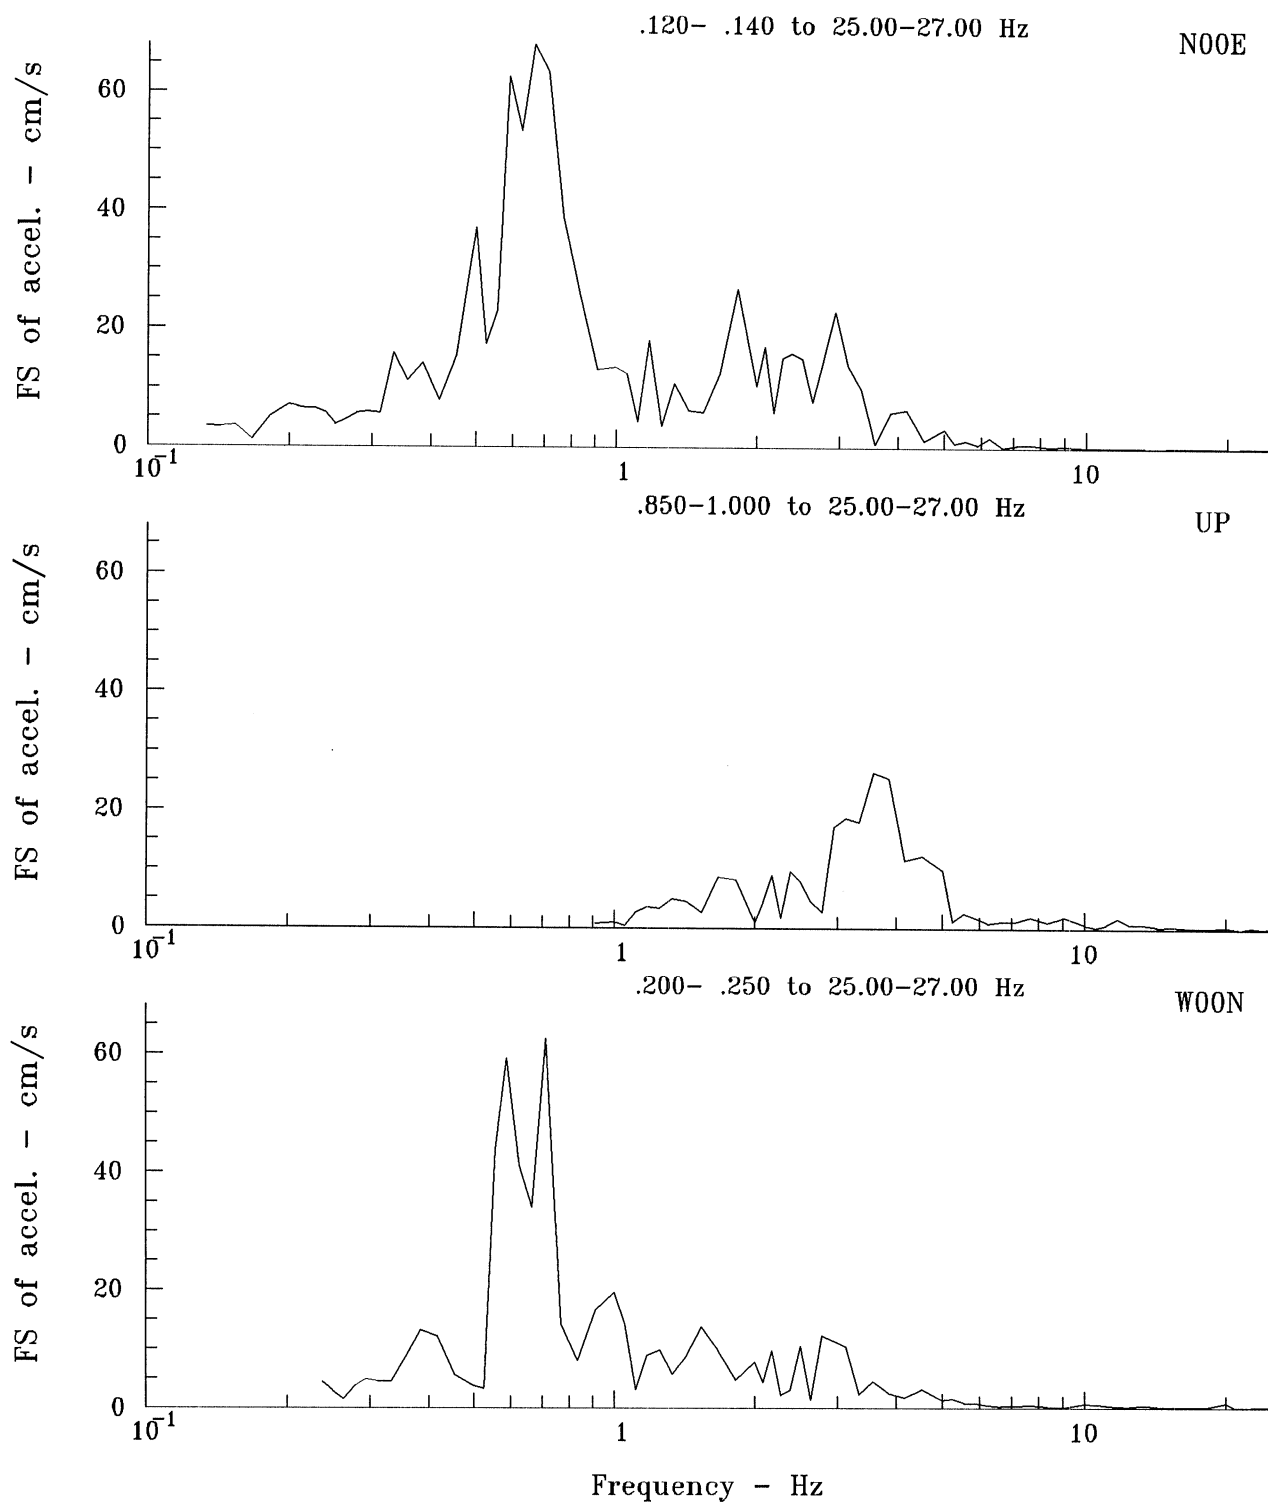 .120- .140 to 25.00-27.00 Hz
N00E
FS of accel. - cm/s
60
40
20
0
10-1
1
10
.850-1.000 to 25.00-27.00 Hz
UP
FS of accel. - cm/s
60
40
20
0
10-1
1
10
.200- .250 to 25.00-27.00 Hz
W00N
FS of accel. - cm/s
60
40
20
0
10-1
1
10
Frequency - Hz